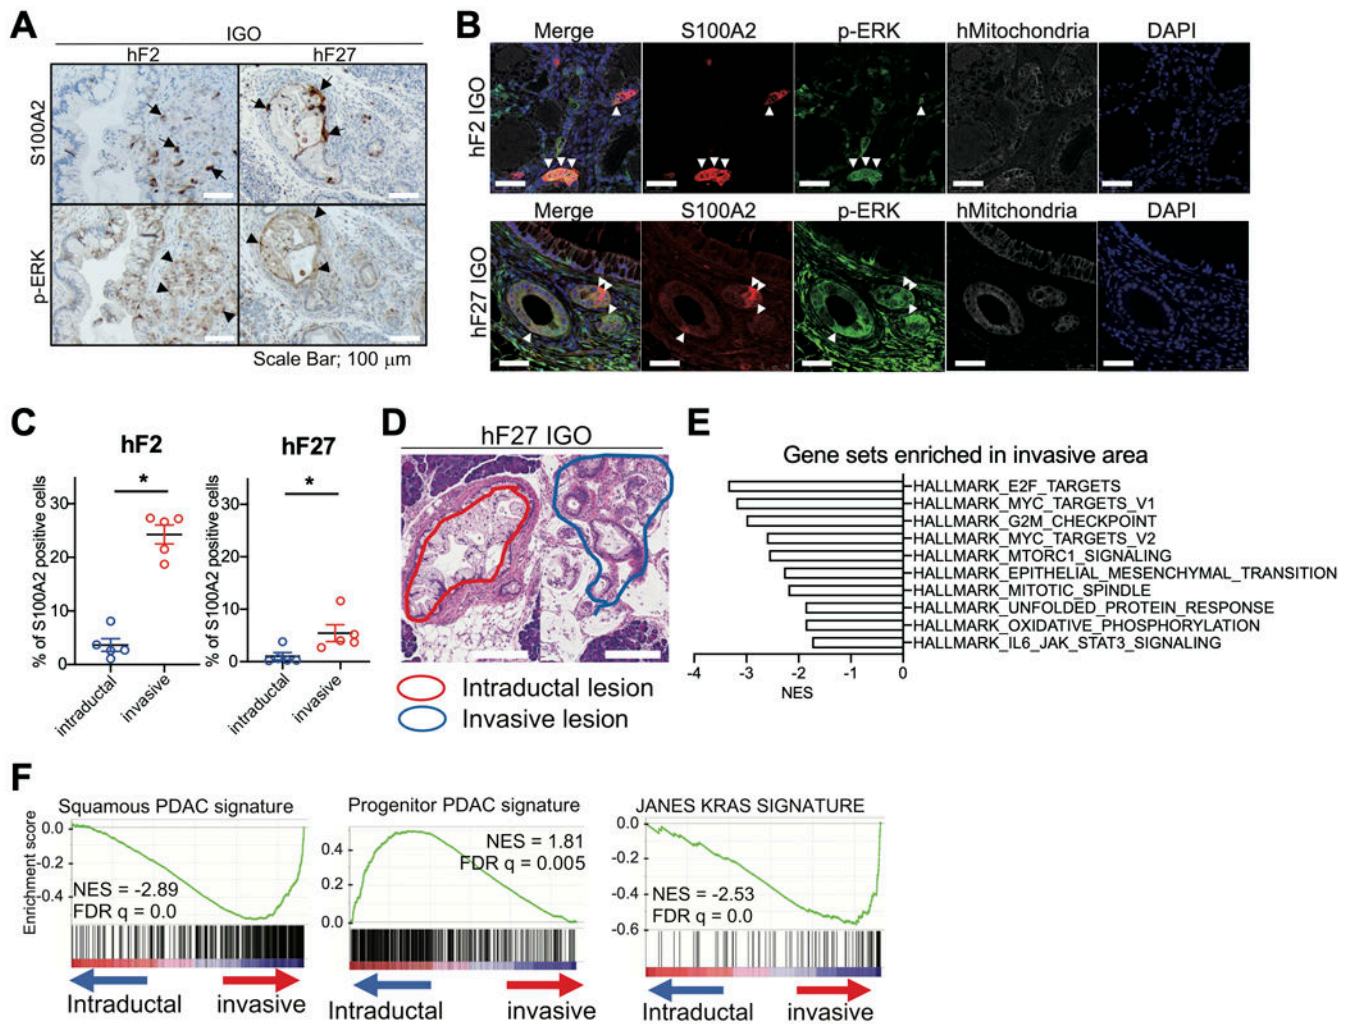 A
IGO
hF2 hF27
S100A2
p-ERK
Scale Bar; 100 μm
B
Merge S100A2 p-ERK hMitochondria DAPI
hF2 IGO
Merge S100A2 p-ERK hMitchondria DAPI
hF27 IGO
C
hF2
% of S100A2 positive cells
30
20
10
0
*
intraductal
invasive
hF27
% of S100A2 positive cells
30
20
10
0
*
intraductal
invasive
D
hF27 IGO
Intraductal lesion
Invasive lesion
E
Gene sets enriched in invasive area
HALLMARK_E2F_TARGETS
HALLMARK_MYC_TARGETS_V1
HALLMARK_G2M_CHECKPOINT
HALLMARK_MYC_TARGETS_V2
HALLMARK_MTORC1_SIGNALING
HALLMARK_EPITHELIAL_MESENCHYMAL_TRANSITION
HALLMARK_MITOTIC_SPINDLE
HALLMARK_UNFOLDED_PROTEIN_RESPONSE
HALLMARK_OXIDATIVE_PHOSPHORYLATION
HALLMARK_IL6_JAK_STAT3_SIGNALING
-4 -3 -2 -1 0
NES
F
Squamous PDAC signature
Enrichment score
0.0
-0.2
-0.4
NES = -2.89
FDR q = 0.0
Intraductal invasive
Progenitor PDAC signature
0.4
0.2
0.0
NES = 1.81
FDR q = 0.005
Intraductal invasive
JANES KRAS SIGNATURE
0.0
-0.2
-0.4
-0.6
NES = -2.53
FDR q = 0.0
Intraductal invasive